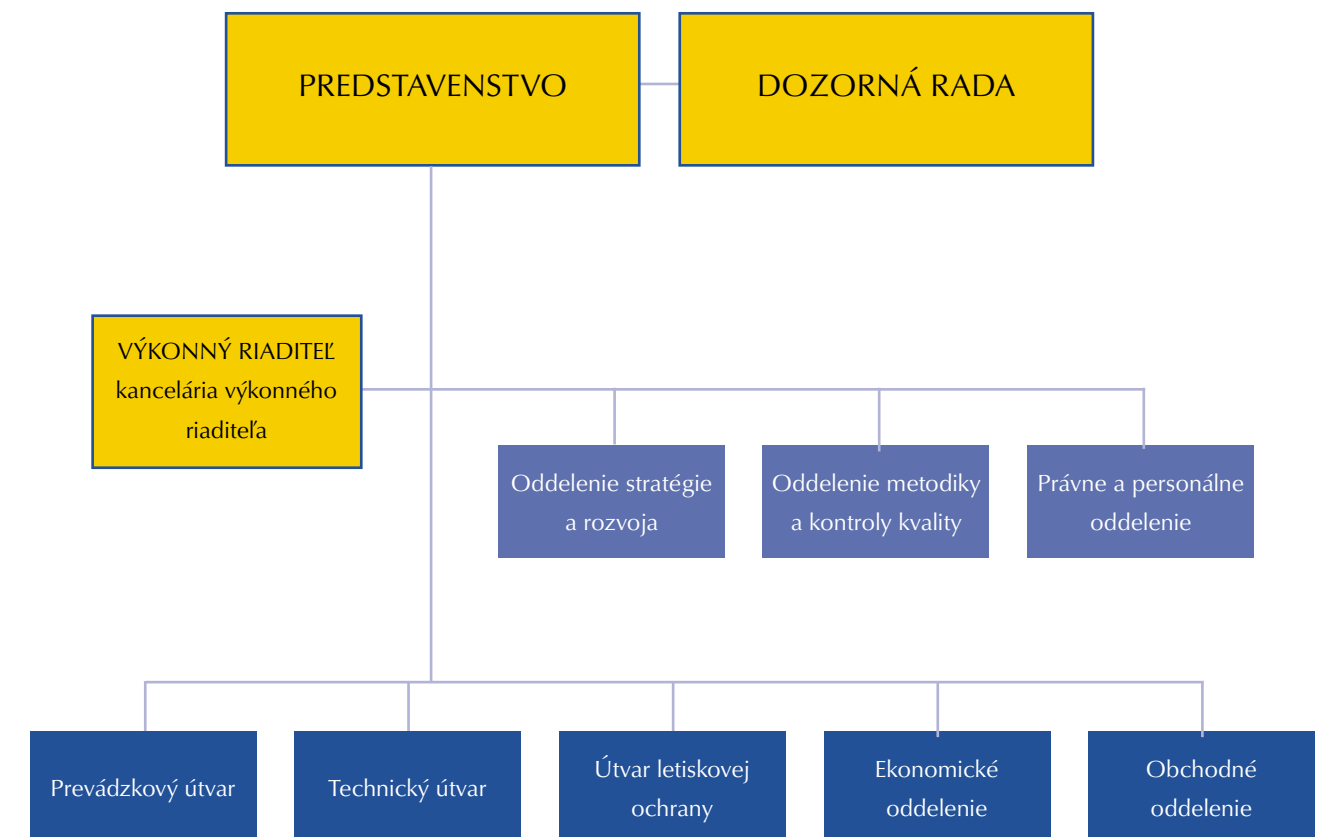 PREDSTAVENSTVO
DOZORNÁ RADA
VÝKONNÝ RIADITEĽ
kancelária výkonného
riaditeľa
Oddelenie stratégie
a rozvoja
Oddelenie metodiky
a kontroly kvality
Právne a personálne
oddelenie
Prevádzkový útvar
Technický útvar
Útvar letiskovej
ochrany
Ekonomické
oddelenie
Obchodné
oddelenie